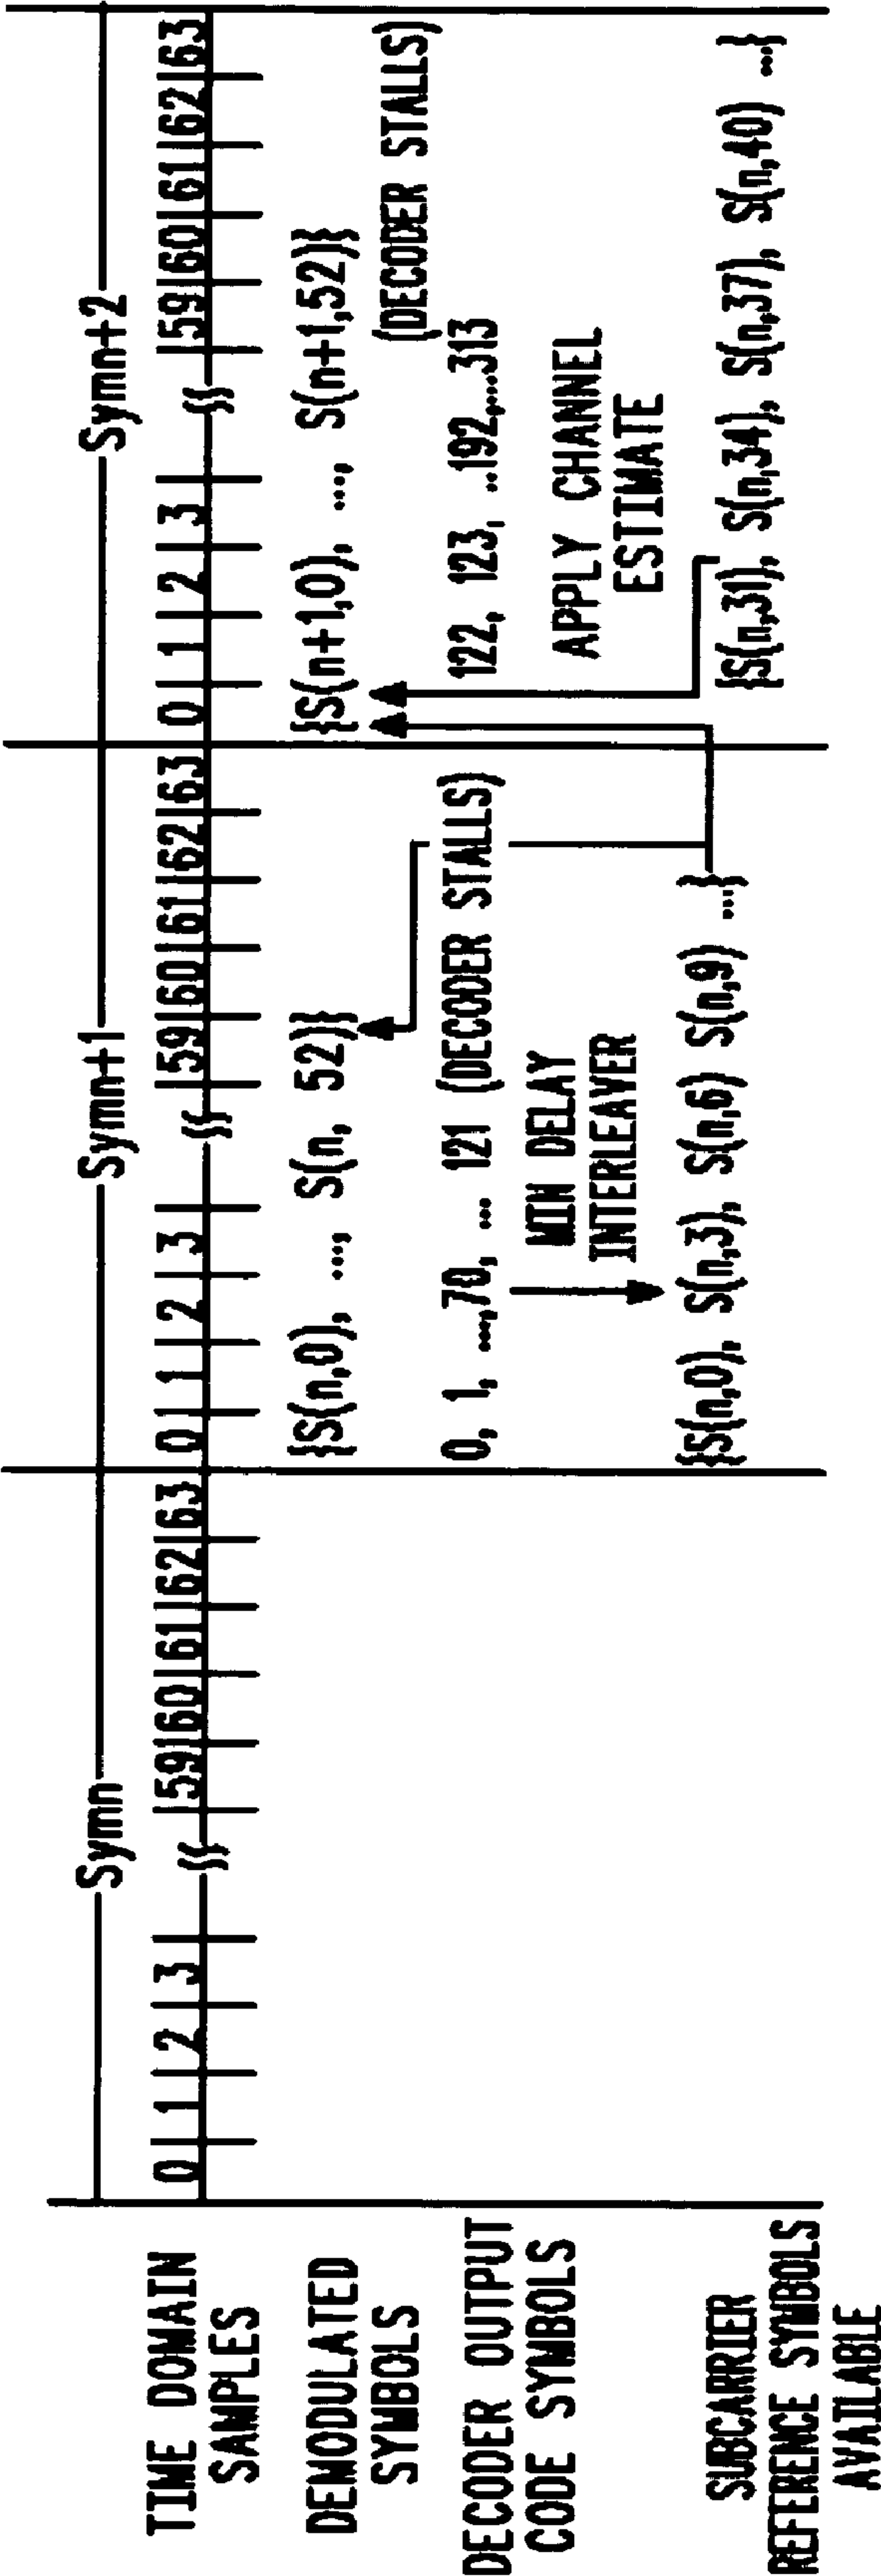 Symn Symn+1 Symn+2
TIME DOMAIN
SAMPLES
0 1 2 3 59 60 61 62 63 0 1 2 3 59 60 61 62 63 0 1 2 3 59 60 61 62 63
DEMODULATED
SYMBOLS
{S(n,0), ..., S(n, 52)} {S(n+1,0), ..., S(n+1,52)}
(DECODER STALLS)
DECODER OUTPUT
CODE SYMBOLS
0, 1, ...,70, ... 121 (DECODER STALLS) 122, 123, ..192,...313
MIN DELAY
INTERLEAVER
APPLY CHANNEL
ESTIMATE
SUBCARRIER
REFERENCE SYMBOLS
AVAILABLE
{S(n,0), S(n,3), S(n,6) S(n,9) ...}
{S(n,31), S(n,34), S(n,37), S(n,40) ...}